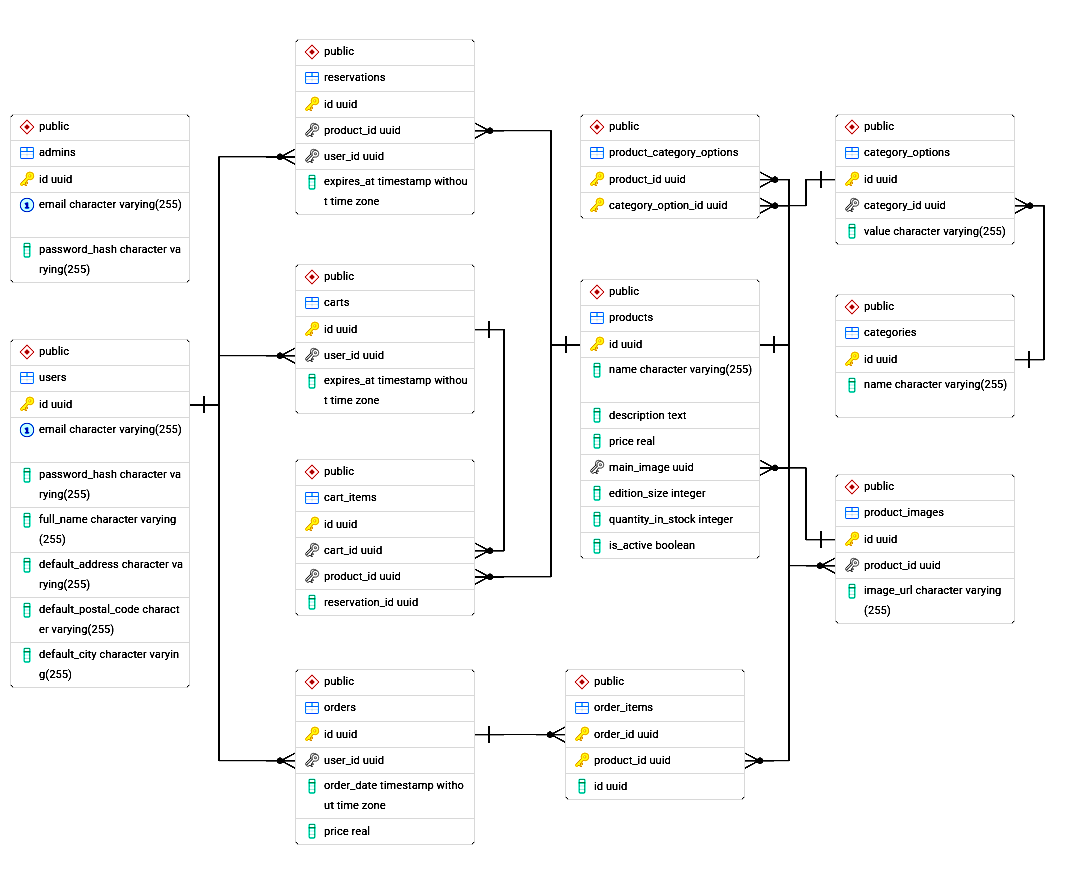 public
admins
id uuid
email character varying(255)
password_hash character va
rying(255)
public
users
id uuid
email character varying(255)
password_hash character va
rying(255)
full_name character varying
(255)
default_address character va
rying(255)
default_postal_code charact
er varying(255)
default_city character varyin
g(255)
public
reservations
id uuid
product_id uuid
user_id uuid
expires_at timestamp withou
t time zone
public
carts
id uuid
user_id uuid
expires_at timestamp withou
t time zone
public
cart_items
id uuid
cart_id uuid
product_id uuid
reservation_id uuid
public
orders
id uuid
user_id uuid
order_date timestamp witho
ut time zone
price real
public
product_category_options
product_id uuid
category_option_id uuid
public
products
id uuid
name character varying(255)
description text
price real
main_image uuid
edition_size integer
quantity_in_stock integer
is_active boolean
public
order_items
order_id uuid
product_id uuid
id uuid
public
category_options
id uuid
category_id uuid
value character varying(255)
public
categories
id uuid
name character varying(255)
public
product_images
id uuid
product_id uuid
image_url character varying
(255)